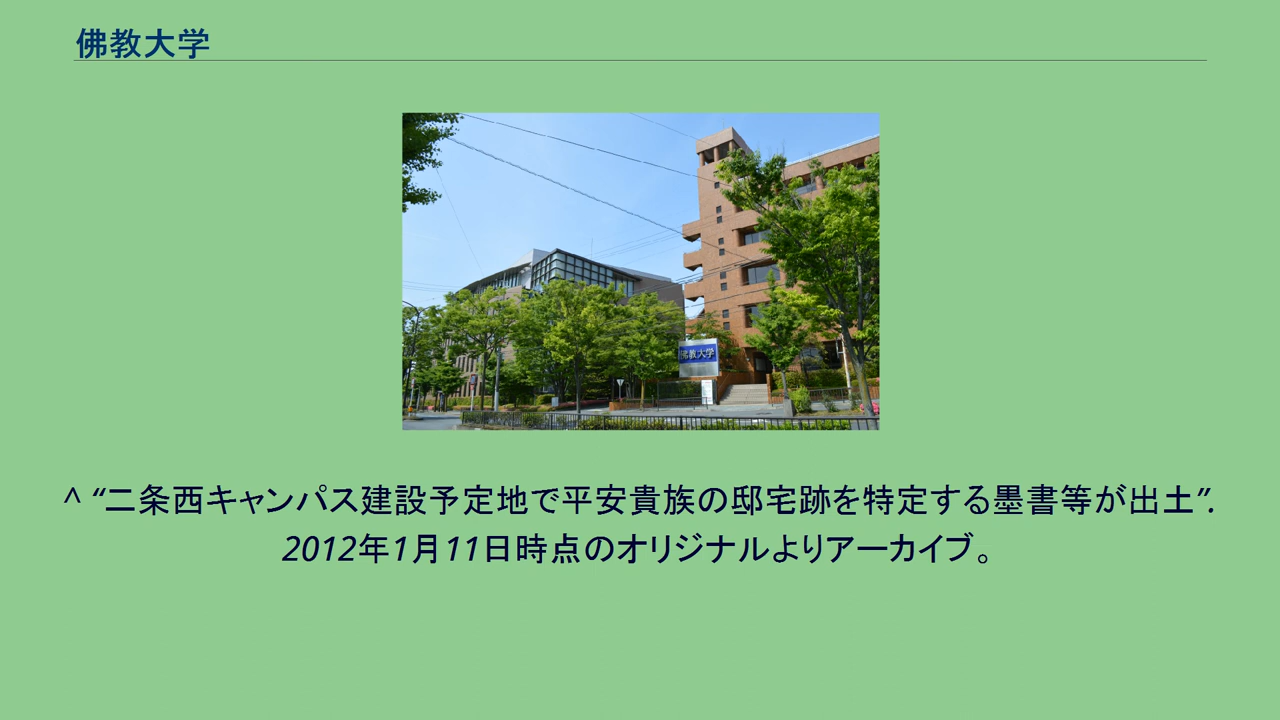 佛教大学
佛教大学
^ “二条西キャンパス建設予定地で平安貴族の邸宅跡を特定する墨書等が出土”.
2012年1月11日時点のオリジナルよりアーカイブ。